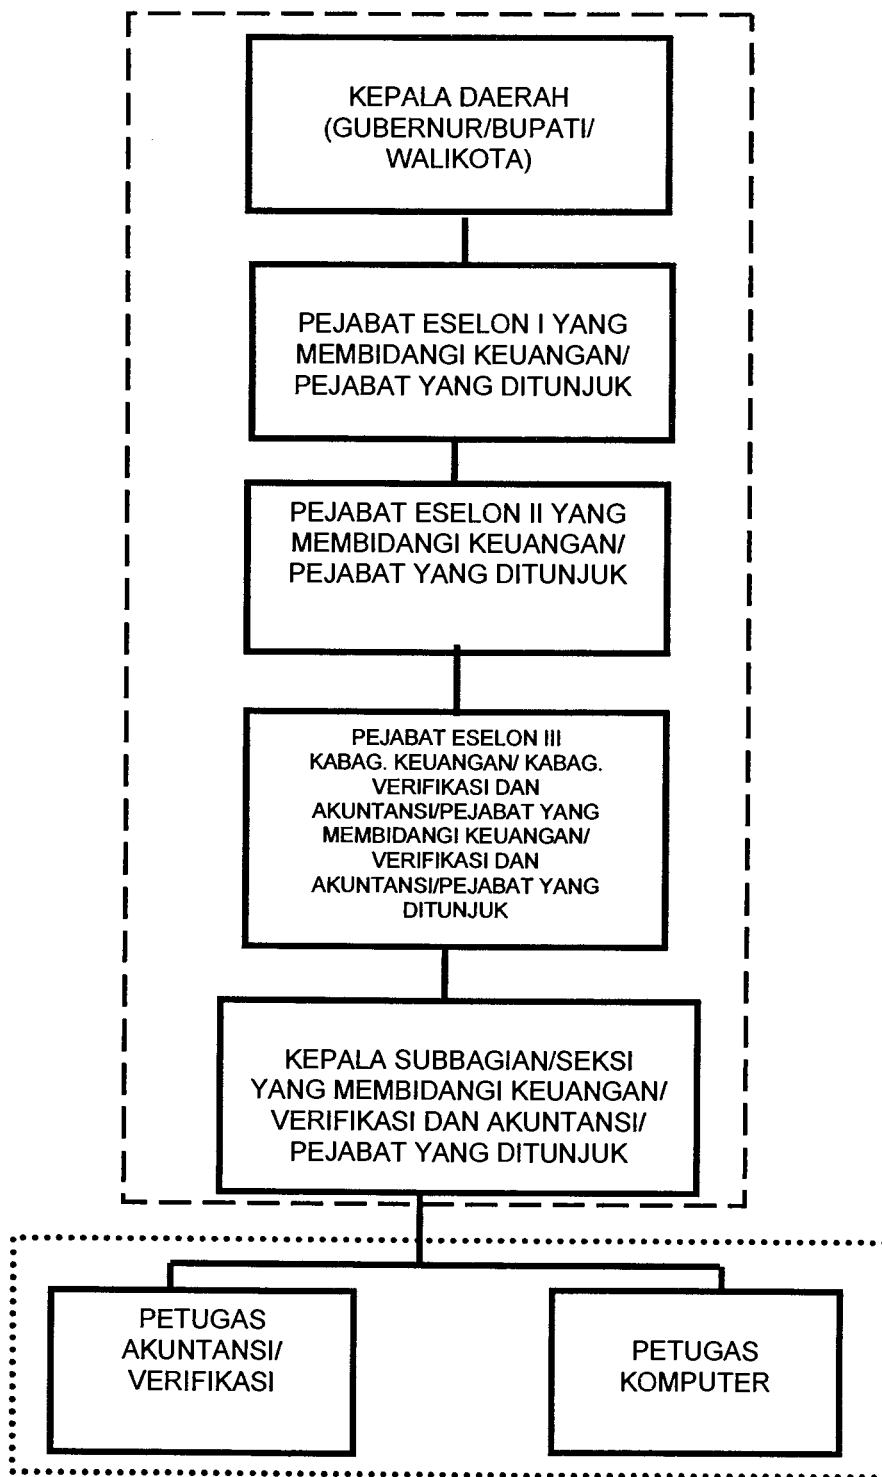 KEPALA DAERAH
(GUBERNUR/BUPATI/
WALIKOTA)
PEJABAT ESELON I YANG
MEMBIDANGI KEUANGAN/
PEJABAT YANG DITUNJUK
PEJABAT ESELON II YANG
MEMBIDANGI KEUANGAN/
PEJABAT YANG DITUNJUK
PEJABAT ESELON III
KABAG. KEUANGAN/ KABAG.
VERIFIKASI DAN
AKUNTANSI/PEJABAT YANG
MEMBIDANGI KEUANGAN/
VERIFIKASI DAN
AKUNTANSI/PEJABAT YANG
DITUNJUK
KEPALA SUBBAGIAN/SEKSI
YANG MEMBIDANGI KEUANGAN/
VERIFIKASI DAN AKUNTANSI/
PEJABAT YANG DITUNJUK
PETUGAS
AKUNTANSI/
VERIFIKASI
PETUGAS
KOMPUTER